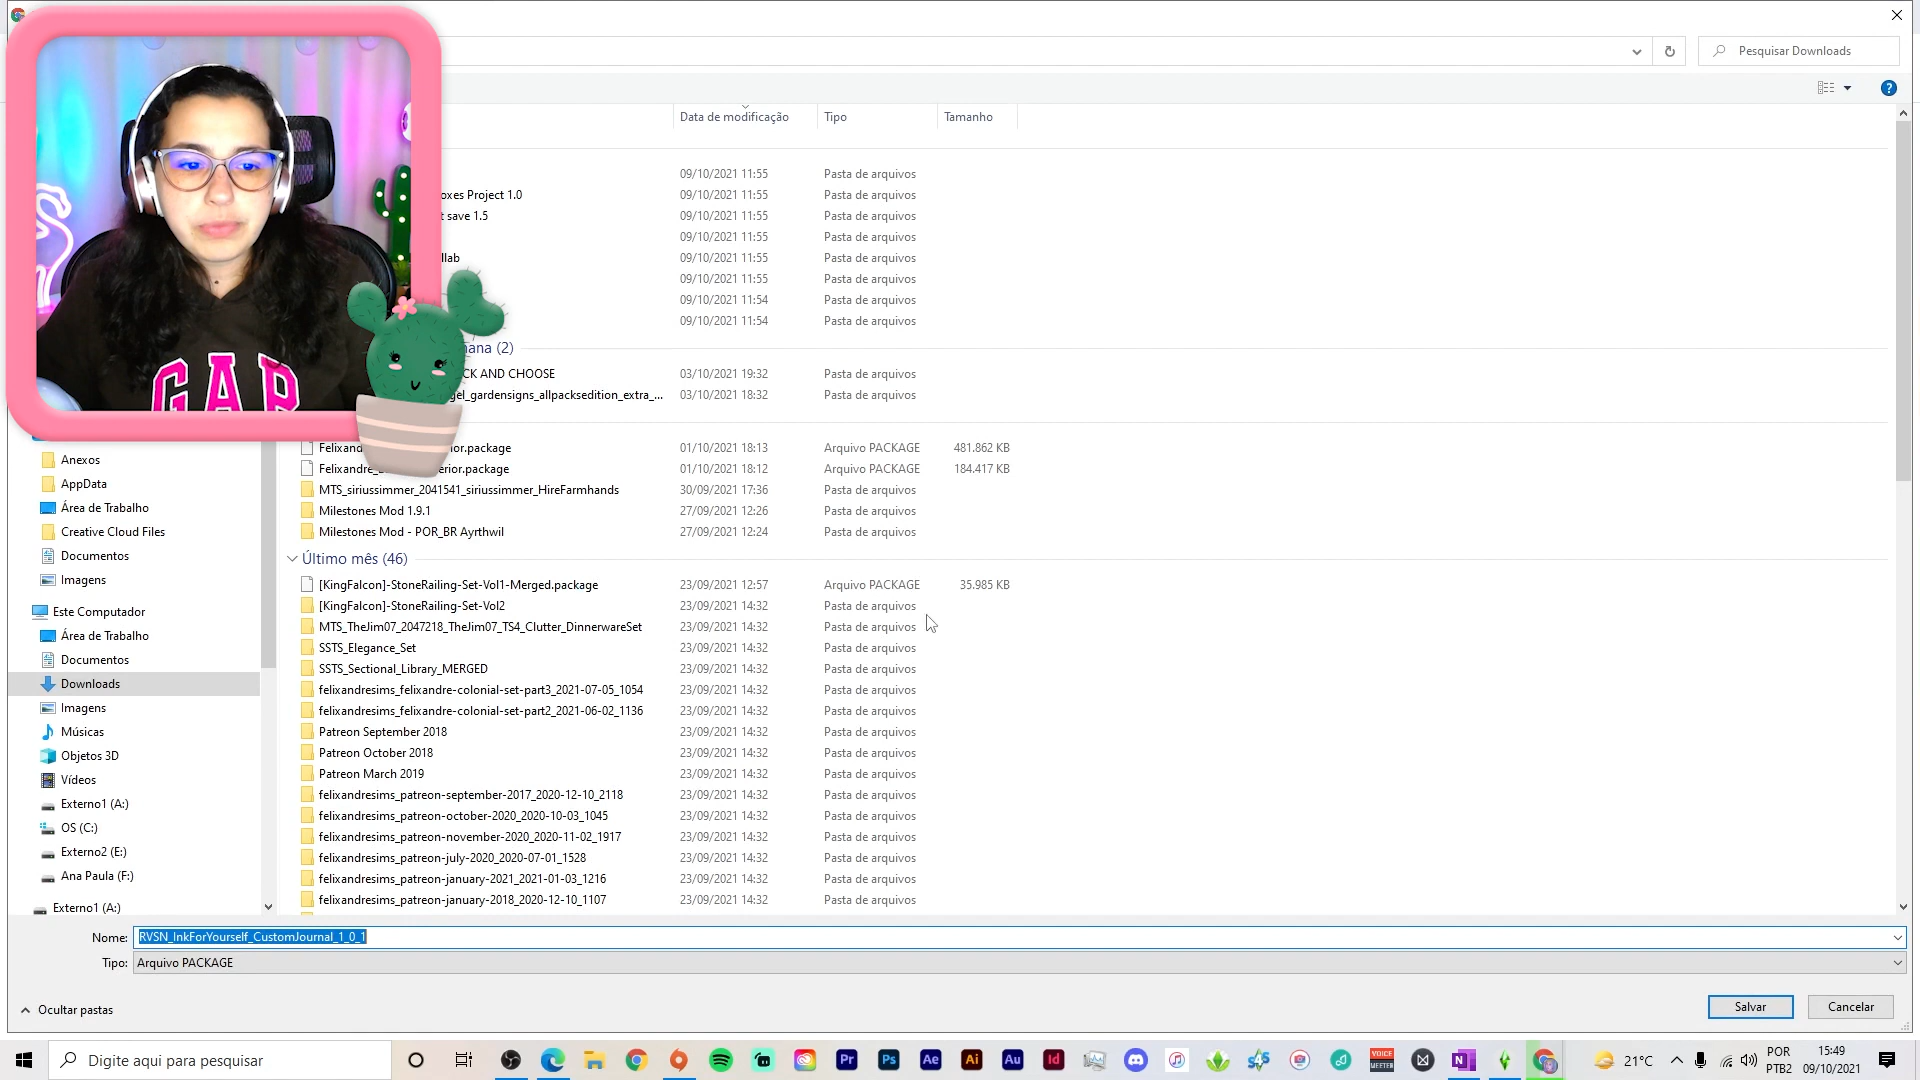 Pesquisar Downloads
Data de modificação Tipo Tamanho
09/10/2021 11:55 Pasta de arquivos
oxes Project 1.0 09/10/2021 11:55 Pasta de arquivos
t save 1.5 09/10/2021 11:55 Pasta de arquivos
09/10/2021 11:55 Pasta de arquivos
llab 09/10/2021 11:55 Pasta de arquivos
09/10/2021 11:55 Pasta de arquivos
09/10/2021 11:54 Pasta de arquivos
09/10/2021 11:54 Pasta de arquivos
ana (2)
CK AND CHOOSE 03/10/2021 19:32 Pasta de arquivos
gel_gardensigns_allpacksedition_extra_... 03/10/2021 18:32 Pasta de arquivos
GAP
Felixand ior.package 01/10/2021 18:13 Arquivo PACKAGE 481.862 KB
Felixandre_ erior.package 01/10/2021 18:12 Arquivo PACKAGE 184.417 KB
MTS_siriussimmer_2041541_siriussimmer_HireFarmhands 30/09/2021 17:36 Pasta de arquivos
Milestones Mod 1.9.1 27/09/2021 12:26 Pasta de arquivos
Milestones Mod - POR_BR Ayrthwil 27/09/2021 12:24 Pasta de arquivos
Último mês (46)
[KingFalcon]-StoneRailing-Set-Vol1-Merged.package 23/09/2021 12:57 Arquivo PACKAGE 35.985 KB
[KingFalcon]-StoneRailing-Set-Vol2 23/09/2021 14:32 Pasta de arquivos
MTS_TheJim07_2047218_TheJim07_TS4_Clutter_DinnerwareSet 23/09/2021 14:32 Pasta de arquivos
SSTS_Elegance_Set 23/09/2021 14:32 Pasta de arquivos
SSTS_Sectional_Library_MERGED 23/09/2021 14:32 Pasta de arquivos
felixandresims_felixandre-colonial-set-part3_2021-07-05_1054 23/09/2021 14:32 Pasta de arquivos
felixandresims_felixandre-colonial-set-part2_2021-06-02_1136 23/09/2021 14:32 Pasta de arquivos
Patreon September 2018 23/09/2021 14:32 Pasta de arquivos
Patreon October 2018 23/09/2021 14:32 Pasta de arquivos
Patreon March 2019 23/09/2021 14:32 Pasta de arquivos
felixandresims_patreon-september-2017_2020-12-10_2118 23/09/2021 14:32 Pasta de arquivos
felixandresims_patreon-october-2020_2020-10-03_1045 23/09/2021 14:32 Pasta de arquivos
felixandresims_patreon-november-2020_2020-11-02_1917 23/09/2021 14:32 Pasta de arquivos
felixandresims_patreon-july-2020_2020-07-01_1528 23/09/2021 14:32 Pasta de arquivos
felixandresims_patreon-january-2021_2021-01-03_1216 23/09/2021 14:32 Pasta de arquivos
felixandresims_patreon-january-2018_2020-12-10_1107 23/09/2021 14:32 Pasta de arquivos
Anexos
AppData
Área de Trabalho
Creative Cloud Files
Documentos
Imagens
Este Computador
Área de Trabalho
Documentos
Downloads
Imagens
Músicas
Objetos 3D
Vídeos
Externo1 (A:)
OS (C:)
Externo2 (E:)
Ana Paula (F:)
Externo1 (A:)
Nome: RVSN_InkForYourself_CustomJournal_1_0_1
Tipo: Arquivo PACKAGE
Ocultar pastas
Salvar Cancelar
Digite aqui para pesquisar
Pr Ps Ae Ai Au Id
VOICE
MEETER
N
21°C
POR
PTB2
15:49
09/10/2021